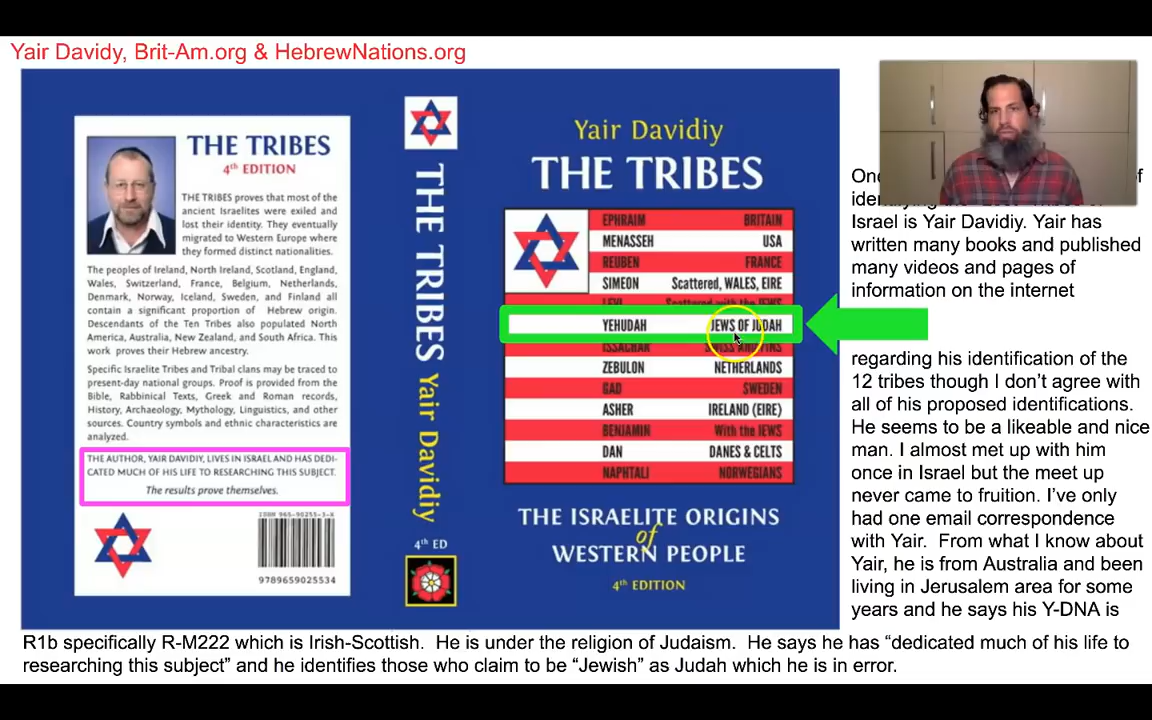 Yair Davidy, Brit-Am.org & HebrewNations.org
THE TRIBES
4th EDITION
THE TRIBES proves that most of the
ancient Israelites were exiled and
lost their identity. They eventually
migrated to Western Europe where
they formed distinct nationalities.
The peoples of Ireland, North Ireland, Scotland, England,
Wales, Switzerland, France, Belgium, Netherlands,
Denmark, Norway, Iceland, Sweden, and Finland all
contain a significant proportion of Hebrew origin.
Descendants of the Ten Tribes also populated North
America, Australia, New Zealand, and South Africa. This
work proves their Hebrew ancestry.
Specific Israelite Tribes and Tribal clans may be traced to
present-day national groups. Proof is provided from the
Bible, Rabbinical Texts, Greek and Roman records,
History, Archaeology, Mythology, Linguistics, and other
sources. Country symbols and ethnic characteristics are
analyzed.
THE AUTHOR, YAIR DAVIDIY, LIVES IN ISRAEL AND HAS DEDI-
CATED MUCH OF HIS LIFE TO RESEARCHING THIS SUBJECT.
The results prove themselves.
ISBN 965-90255-3-X
9789659025534
THE TRIBES Yair Davidiy
4th ED
Yair Davidiy
THE TRIBES
EPHRAIM BRITAIN
MENASSEH USA
REUBEN FRANCE
SIMEON Scattered, WALES, EIRE
LEVI Scattered with the JEWS
YEHUDAH JEWS OF JUDAH
ISSACHAR SWISS AND FINS
ZEBULON NETHERLANDS
GAD SWEDEN
ASHER IRELAND (EIRE)
BENJAMIN With the JEWS
DAN DANES & CELTS
NAPHTALI NORWEGIANS
THE ISRAELITE ORIGINS
of
WESTERN PEOPLE
4th EDITION
Israel is Yair Davidiy. Yair has
written many books and published
many videos and pages of
information on the internet
regarding his identification of the
12 tribes though I don't agree with
all of his proposed identifications.
He seems to be a likeable and nice
man. I almost met up with him
once in Israel but the meet up
never came to fruition. I've only
had one email correspondence
with Yair. From what I know about
Yair, he is from Australia and been
living in Jerusalem area for some
years and he says his Y-DNA is
R1b specifically R-M222 which is Irish-Scottish. He is under the religion of Judaism. He says he has "dedicated much of his life to
researching this subject" and he identifies those who claim to be "Jewish" as Judah which he is in error.